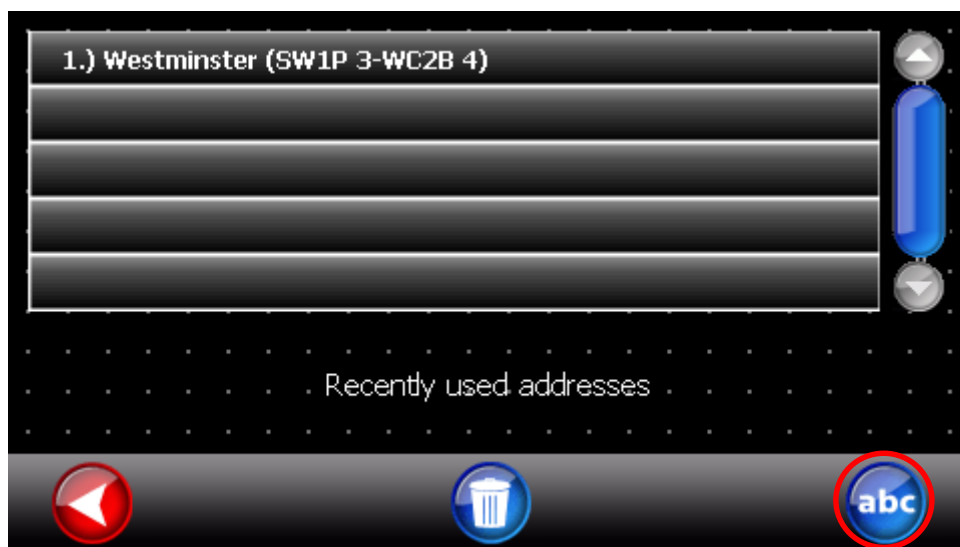 1.) Westminster (SW1P 3-WC2B 4)
Recently used addresses
abc